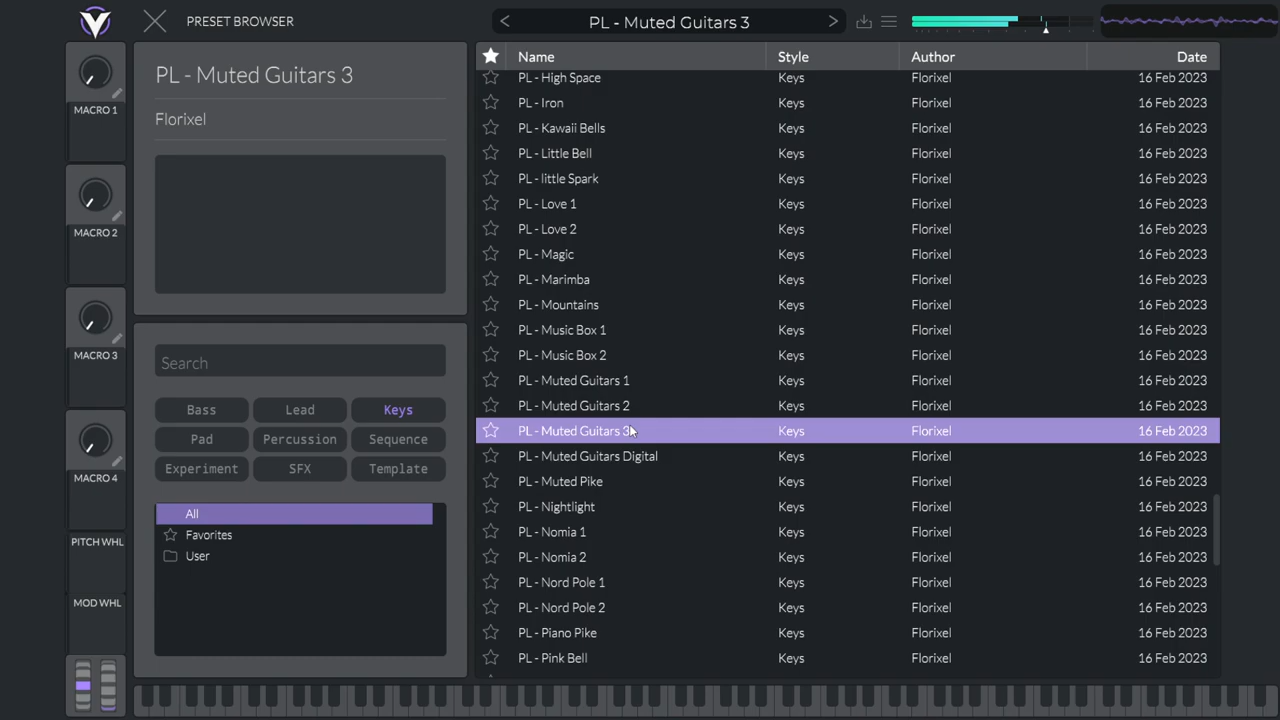 PRESET BROWSER
PL - Muted Guitars 3
MACRO 1
MACRO 2
MACRO 3
MACRO 4
PITCH WHL
MOD WHL
PL - Muted Guitars 3
Florixel
Search
Bass Lead Keys
Pad Percussion Sequence
Experiment SFX Template
All
Favorites
User
Name Style Author Date
PL - High Space Keys Florixel 16 Feb 2023
PL - Iron Keys Florixel 16 Feb 2023
PL - Kawaii Bells Keys Florixel 16 Feb 2023
PL - Little Bell Keys Florixel 16 Feb 2023
PL - little Spark Keys Florixel 16 Feb 2023
PL - Love 1 Keys Florixel 16 Feb 2023
PL - Love 2 Keys Florixel 16 Feb 2023
PL - Magic Keys Florixel 16 Feb 2023
PL - Marimba Keys Florixel 16 Feb 2023
PL - Mountains Keys Florixel 16 Feb 2023
PL - Music Box 1 Keys Florixel 16 Feb 2023
PL - Music Box 2 Keys Florixel 16 Feb 2023
PL - Muted Guitars 1 Keys Florixel 16 Feb 2023
PL - Muted Guitars 2 Keys Florixel 16 Feb 2023
PL - Muted Guitars 3 Keys Florixel 16 Feb 2023
PL - Muted Guitars Digital Keys Florixel 16 Feb 2023
PL - Muted Pike Keys Florixel 16 Feb 2023
PL - Nightlight Keys Florixel 16 Feb 2023
PL - Nomia 1 Keys Florixel 16 Feb 2023
PL - Nomia 2 Keys Florixel 16 Feb 2023
PL - Nord Pole 1 Keys Florixel 16 Feb 2023
PL - Nord Pole 2 Keys Florixel 16 Feb 2023
PL - Piano Pike Keys Florixel 16 Feb 2023
PL - Pink Bell Keys Florixel 16 Feb 2023